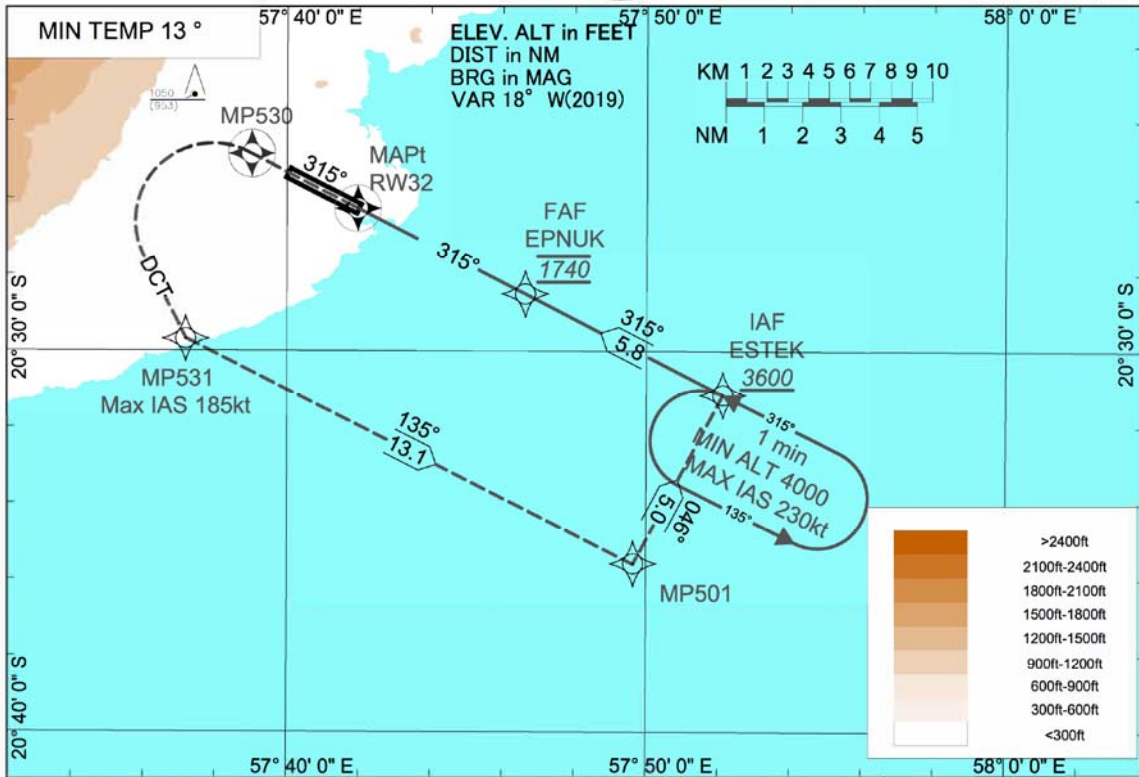 57° 40' 0" E
57° 50' 0" E
58° 0' 0" E
MIN TEMP 13 °
ELEV. ALT in FEET
DIST in NM
BRG in MAG
VAR 18° W(2019)
KM 1 2 3 4 5 6 7 8 9 10
NM 1 2 3 4 5
1050
(953)
MP530
315°
MAPt
RW32
FAF
EPNUK
1740
315°
DCT
315°
5.8
IAF
ESTEK
3600
20° 30' 0" S
20° 30' 0" S
MP531
Max IAS 185kt
135°
13.1
315°
1 min
MIN ALT 4000
MAX IAS 230kt
135°
046°
5.0
MP501
>2400ft
2100ft-2400ft
1800ft-2100ft
1500ft-1800ft
1200ft-1500ft
900ft-1200ft
600ft-900ft
300ft-600ft
<300ft
20° 40' 0" S
57° 40' 0" E
57° 50' 0" E
58° 0' 0" E